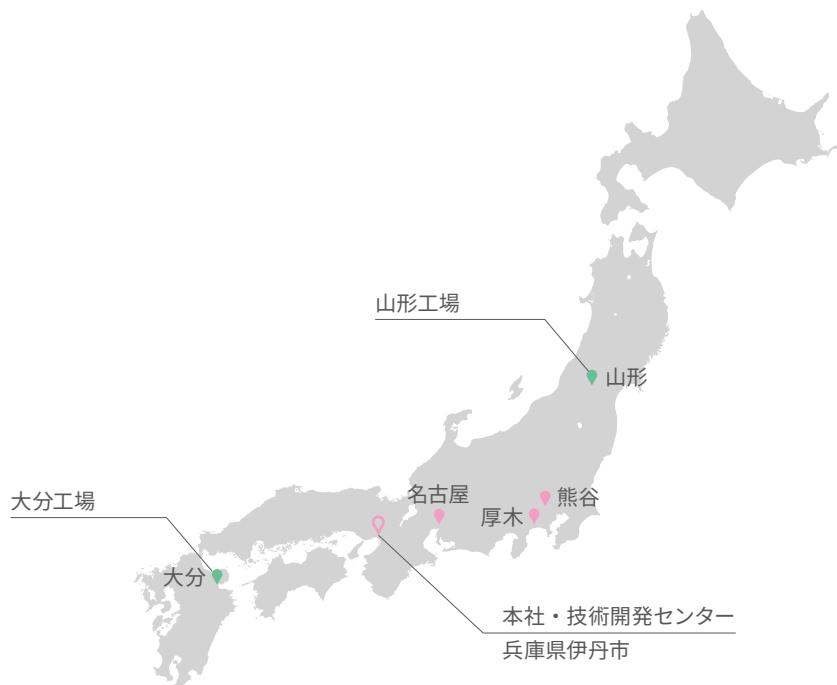 山形工場
山形
大分工場
名古屋
熊谷
厚木
大分
本社・技術開発センター
兵庫県伊丹市